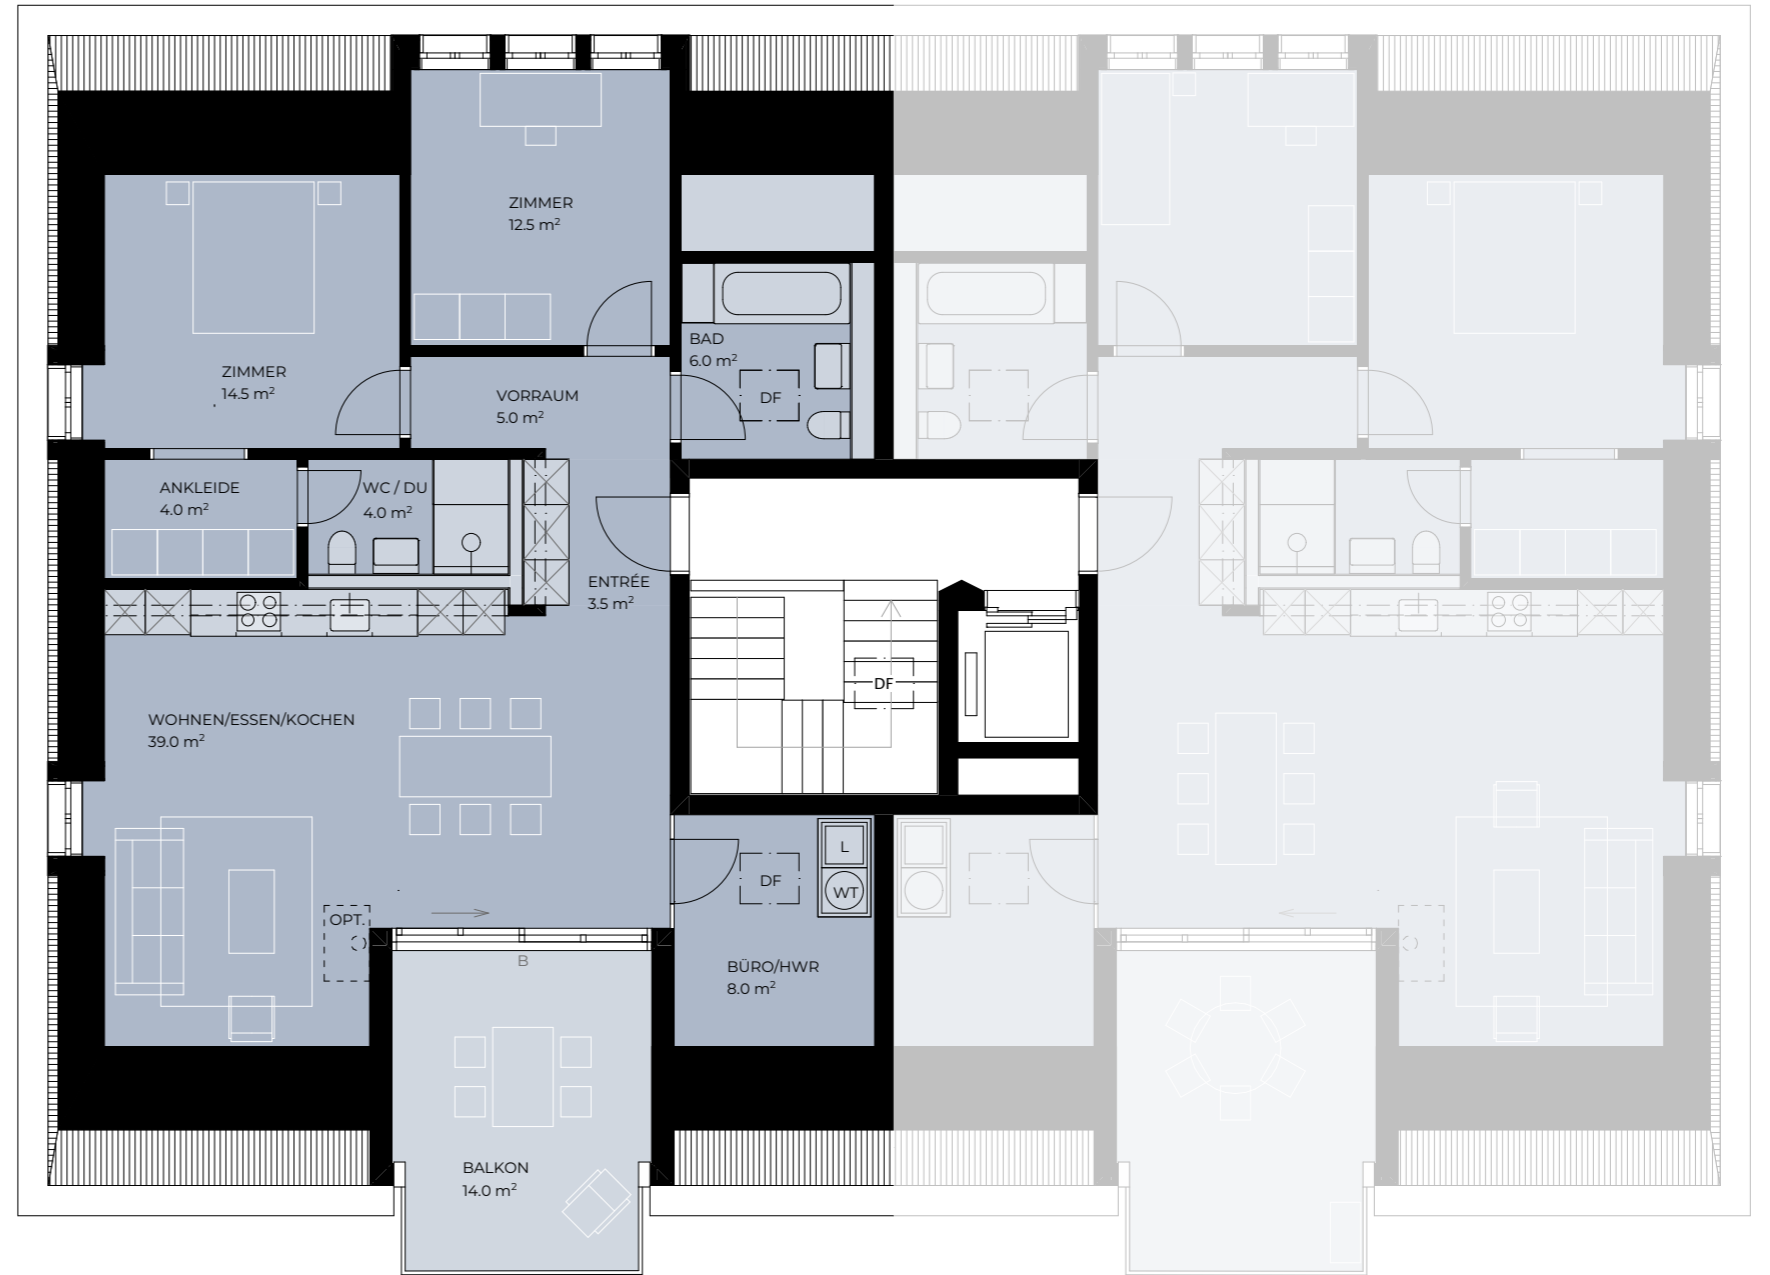 ZIMMER
12.5 m²
BAD
6.0 m²
DF
ZIMMER
14.5 m²
VORRAUM
5.0 m²
ANKLEIDE
4.0 m²
WC / DU
4.0 m²
ENTRÉE
3.5 m²
DF
WOHNEN/ESSEN/KOCHEN
39.0 m²
L
DF
WT
OPT.
B
BÜRO/HWR
8.0 m²
BALKON
14.0 m²